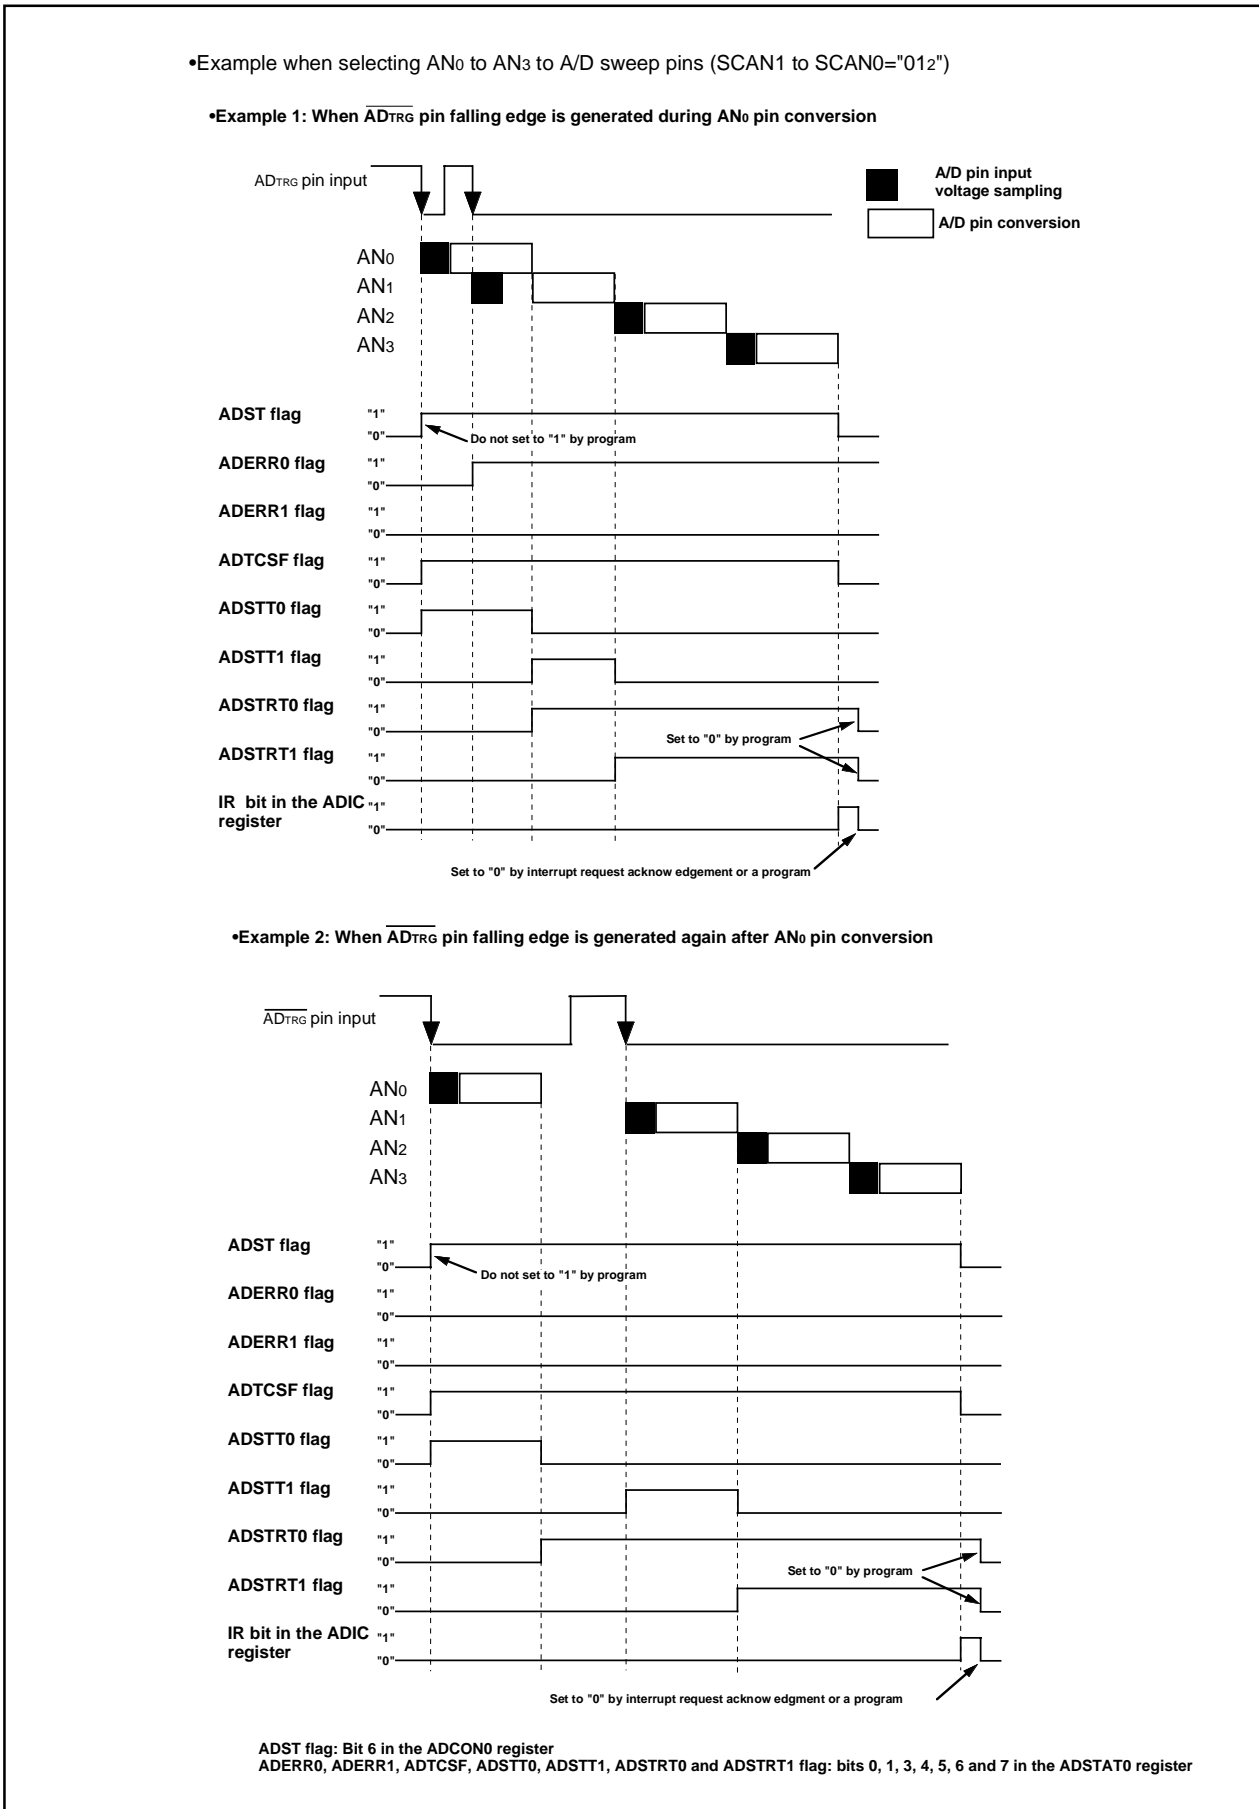 •Example when selecting AN0 to AN3 to A/D sweep pins (SCAN1 to SCAN0="012")
•Example 1: When ADTRG pin falling edge is generated during AN0 pin conversion
ADTRG pin input
A/D pin input
voltage sampling
A/D pin conversion
AN0
AN1
AN2
AN3
ADST flag "1"
"0"
Do not set to "1" by program
ADERR0 flag "1"
"0"
ADERR1 flag "1"
"0"
ADTCSF flag "1"
"0"
ADSTT0 flag "1"
"0"
ADSTT1 flag "1"
"0"
ADSTRT0 flag "1"
"0"
Set to "0" by program
ADSTRT1 flag "1"
"0"
IR bit in the ADIC "1"
register "0"
Set to "0" by interrupt request acknow edgement or a program
•Example 2: When ADTRG pin falling edge is generated again after AN0 pin conversion
ADTRG pin input
AN0
AN1
AN2
AN3
ADST flag "1"
"0"
Do not set to "1" by program
ADERR0 flag "1"
"0"
ADERR1 flag "1"
"0"
ADTCSF flag "1"
"0"
ADSTT0 flag "1"
"0"
ADSTT1 flag "1"
"0"
ADSTRT0 flag "1"
"0"
Set to "0" by program
ADSTRT1 flag "1"
"0"
IR bit in the ADIC "1"
register "0"
Set to "0" by interrupt request acknow edgment or a program
ADST flag: Bit 6 in the ADCON0 register
ADERR0, ADERR1, ADTCSF, ADSTT0, ADSTT1, ADSTRT0 and ADSTRT1 flag: bits 0, 1, 3, 4, 5, 6 and 7 in the ADSTAT0 register